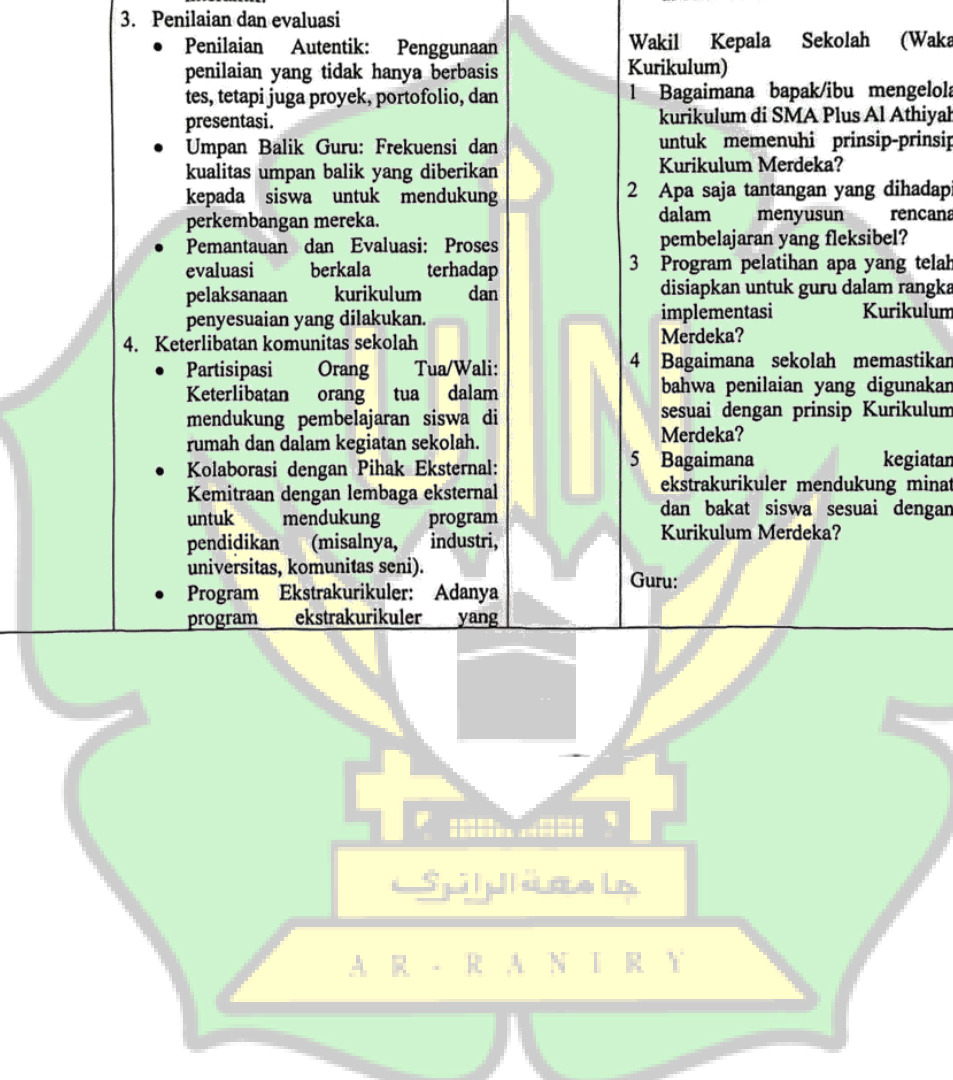 3. Penilaian dan evaluasi
• Penilaian Autentik: Penggunaan
penilaian yang tidak hanya berbasis
tes, tetapi juga proyek, portofolio, dan
presentasi.
• Umpan Balik Guru: Frekuensi dan
kualitas umpan balik yang diberikan
kepada siswa untuk mendukung
perkembangan mereka.
• Pemantauan dan Evaluasi: Proses
evaluasi berkala terhadap
pelaksanaan kurikulum dan
penyesuaian yang dilakukan.
4. Keterlibatan komunitas sekolah
• Partisipasi Orang Tua/Wali:
Keterlibatan orang tua dalam
mendukung pembelajaran siswa di
rumah dan dalam kegiatan sekolah.
• Kolaborasi dengan Pihak Eksternal:
Kemitraan dengan lembaga eksternal
untuk mendukung program
pendidikan (misalnya, industri,
universitas, komunitas seni).
• Program Ekstrakurikuler: Adanya
program ekstrakurikuler yang
Wakil Kepala Sekolah (Waka
Kurikulum)
1 Bagaimana bapak/ibu mengelola
kurikulum di SMA Plus Al Athiyah
untuk memenuhi prinsip-prinsip
Kurikulum Merdeka?
2 Apa saja tantangan yang dihadapi
dalam menyusun rencana
pembelajaran yang fleksibel?
3 Program pelatihan apa yang telah
disiapkan untuk guru dalam rangka
implementasi Kurikulum
Merdeka?
4 Bagaimana sekolah memastikan
bahwa penilaian yang digunakan
sesuai dengan prinsip Kurikulum
Merdeka?
5 Bagaimana kegiatan
ekstrakurikuler mendukung minat
dan bakat siswa sesuai dengan
Kurikulum Merdeka?
Guru:
UIN
جامعة الرانري
AR-RANIRY